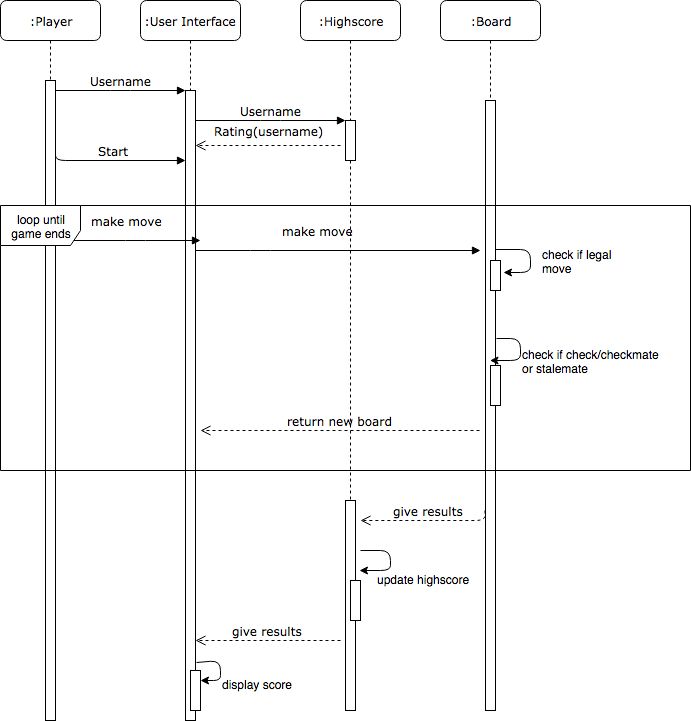 :Player
:User Interface
:Highscore
:Board
Username
Username
Rating(username)
Start
loop until
game ends
make move
make move
check if legal
move
check if check/checkmate
or stalemate
return new board
give results
update highscore
give results
display score